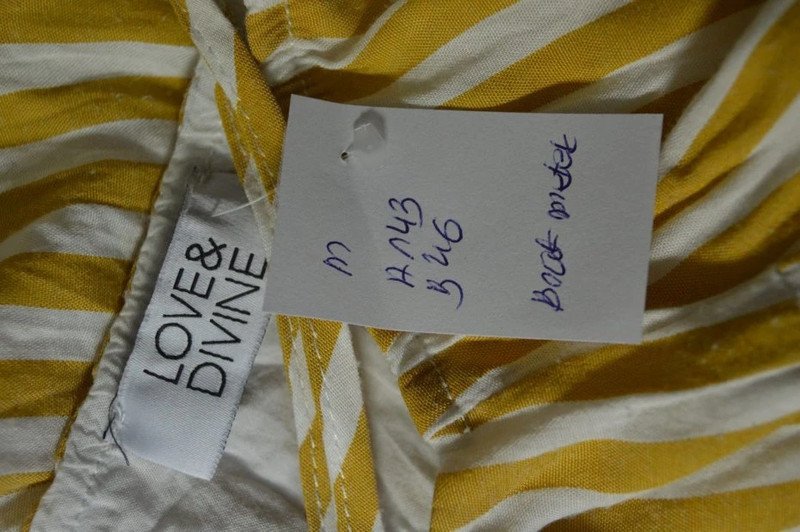 LOVE&
DIVINE
M
A 143
B 46